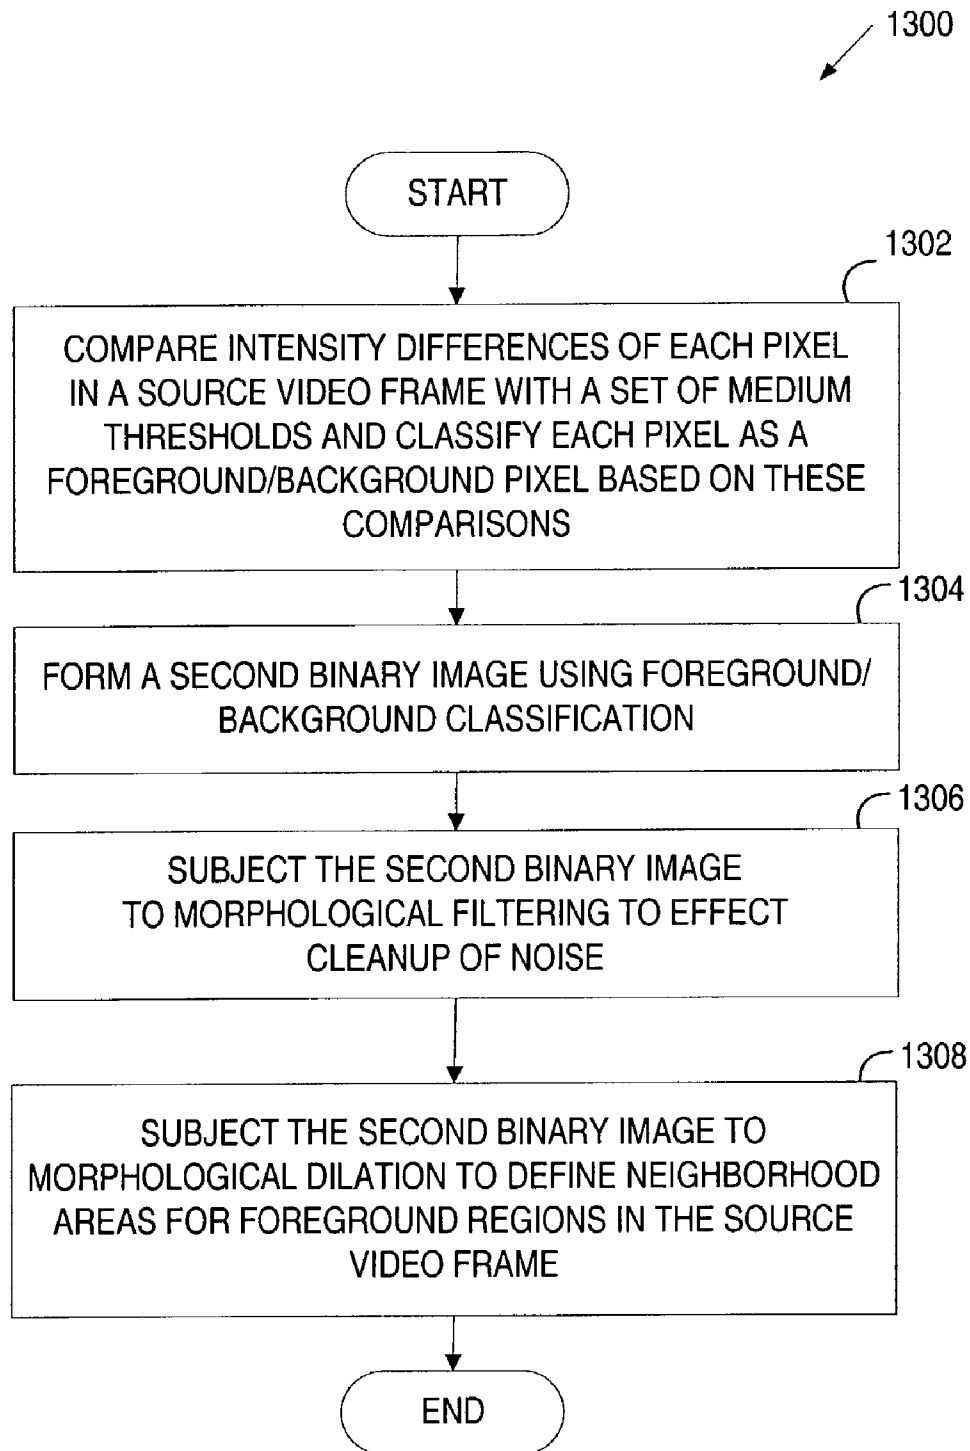 1300
START
1302
COMPARE INTENSITY DIFFERENCES OF EACH PIXEL
IN A SOURCE VIDEO FRAME WITH A SET OF MEDIUM
THRESHOLDS AND CLASSIFY EACH PIXEL AS A
FOREGROUND/BACKGROUND PIXEL BASED ON THESE
COMPARISONS
1304
FORM A SECOND BINARY IMAGE USING FOREGROUND/
BACKGROUND CLASSIFICATION
1306
SUBJECT THE SECOND BINARY IMAGE
TO MORPHOLOGICAL FILTERING TO EFFECT
CLEANUP OF NOISE
1308
SUBJECT THE SECOND BINARY IMAGE TO
MORPHOLOGICAL DILATION TO DEFINE NEIGHBORHOOD
AREAS FOR FOREGROUND REGIONS IN THE SOURCE
VIDEO FRAME
END